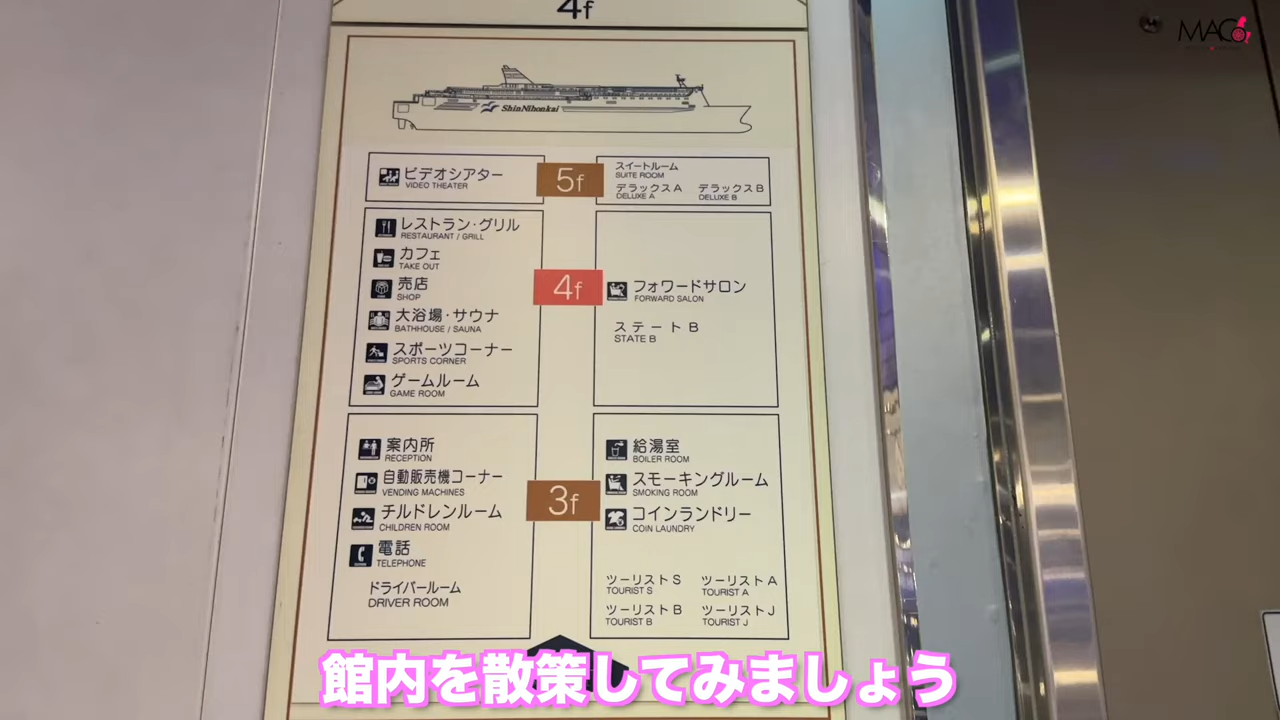 4f
MACO
ShinNihonkai
ビデオシアター
VIDEO THEATER
5f
スイートルーム
SUITE ROOM
デラックスA デラックスB
DELUXE A DELUXE B
レストラン・グリル
RESTAURANT / GRILL
カフェ
TAKE OUT
売店
SHOP
大浴場・サウナ
BATHHOUSE / SAUNA
スポーツコーナー
SPORTS CORNER
ゲームルーム
GAME ROOM
4f
フォワードサロン
FORWARD SALON
ステートB
STATE B
案内所
RECEPTION
自動販売機コーナー
VENDING MACHINES
チルドレンルーム
CHILDREN ROOM
電話
TELEPHONE
ドライバールーム
DRIVER ROOM
3f
給湯室
BOILER ROOM
スモーキングルーム
SMOKING ROOM
コインランドリー
COIN LAUNDRY
ツーリストS ツーリストA
TOURIST S TOURIST A
ツーリストB ツーリストJ
TOURIST B TOURIST J
館内を散策してみましょう